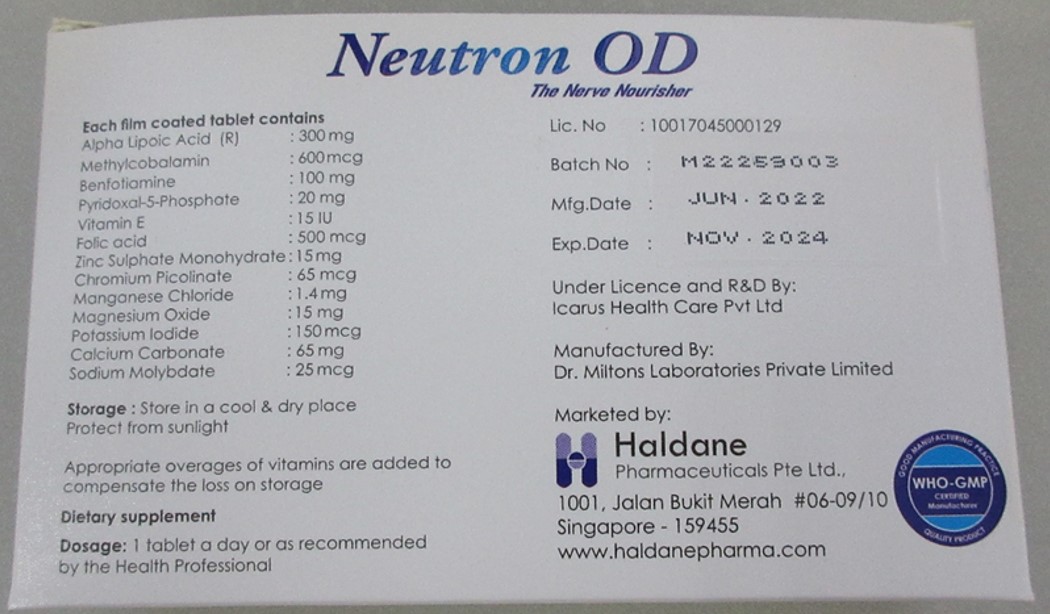 Neutron OD
The Nerve Nourisher
Each film coated tablet contains
Alpha Lipoic Acid (R) : 300 mg
Methylcobalamin : 600 mcg
Benfotiamine : 100 mg
Pyridoxal-5-Phosphate : 20 mg
Vitamin E : 15 IU
Folic acid : 500 mcg
Zinc Sulphate Monohydrate : 15 mg
Chromium Picolinate : 65 mcg
Manganese Chloride : 1.4 mg
Magnesium Oxide : 15 mg
Potassium Iodide : 150 mcg
Calcium Carbonate : 65 mg
Sodium Molybdate : 25 mcg
Storage : Store in a cool & dry place
Protect from sunlight
Appropriate overages of vitamins are added to
compensate the loss on storage
Dietary supplement
Dosage: 1 tablet a day or as recommended
by the Health Professional
Lic. No : 10017045000129
Batch No : M22259003
Mfg.Date : JUN. 2022
Exp.Date : NOV. 2024
Under Licence and R&D By:
Icarus Health Care Pvt Ltd
Manufactured By:
Dr. Miltons Laboratories Private Limited
Marketed by:
Haldane
Pharmaceuticals Pte Ltd.,
1001, Jalan Bukit Merah #06-09/10
Singapore - 159455
www.haldanepharma.com
GOOD MANUFACTURING PRACTICE
WHO-GMP
CERTIFIED
Manufacturer
QUALITY PRODUCT